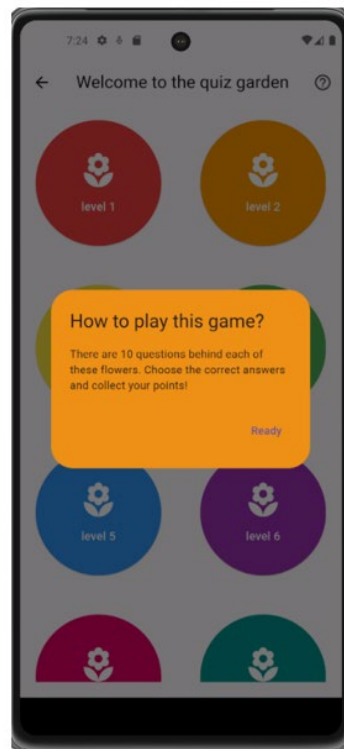 7:24
Welcome to the quiz garden
level 1
level 2
How to play this game?
There are 10 questions behind each of
these flowers. Choose the correct answers
and collect your points!
Ready
level 5
level 6